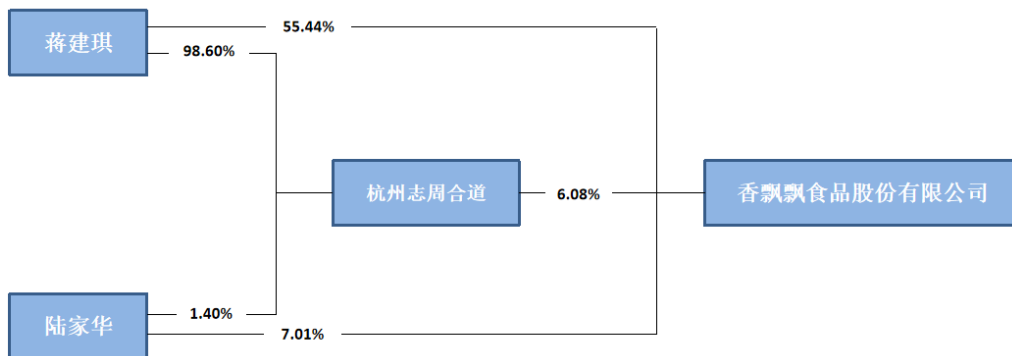 蒋建琪
55.44%
98.60%
杭州志周合道
6.08%
香飘飘食品股份有限公司
陆家华
1.40%
7.01%